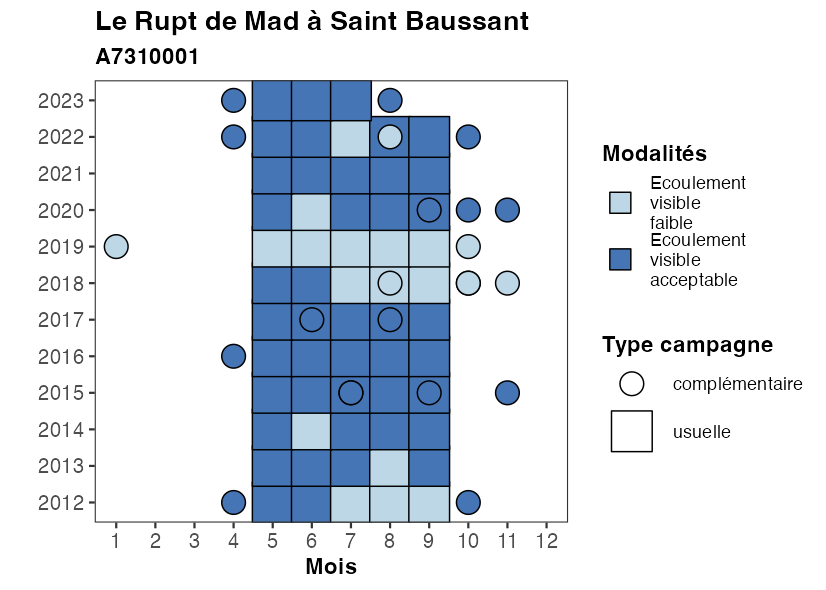 Le Rupt de Mad à Saint Baussant
A7310001
2023
2022
2021
2020
2019
2018
2017
2016
2015
2014
2013
2012
1 2 3 4 5 6 7 8 9 10 11 12
Mois
Modalités
Ecoulement
visible
faible
Ecoulement
visible
acceptable
Type campagne
complémentaire
usuelle